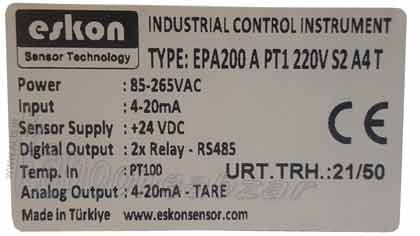 eskon
Sensor Technology
INDUSTRIAL CONTROL INSTRUMENT
TYPE: EPA200 A PT1 220V S2 A4 T
Power : 85-265VAC
Input : 4-20mA
Sensor Supply : +24 VDC
Digital Output : 2x Relay - RS485
Temp. In : PT100
Analog Output : 4-20mA - TARE
Made in Türkiye www.eskonsensor.com
CE
URT.TRH.:21/50